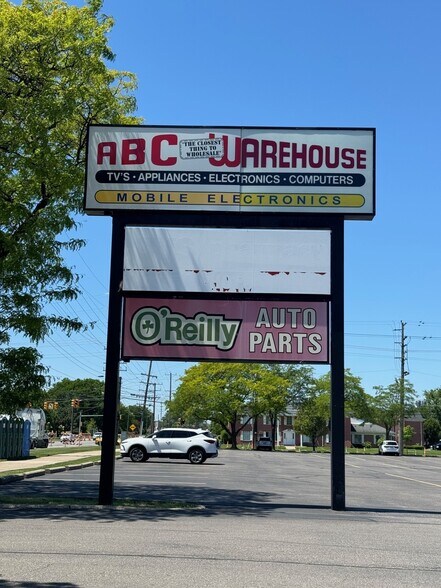 ABC WAREHOUSE
"THE CLOSEST
THING TO
WHOLESALE"
TV'S • APPLIANCES • ELECTRONICS • COMPUTERS
MOBILE ELECTRONICS
O'Reilly AUTO
PARTS